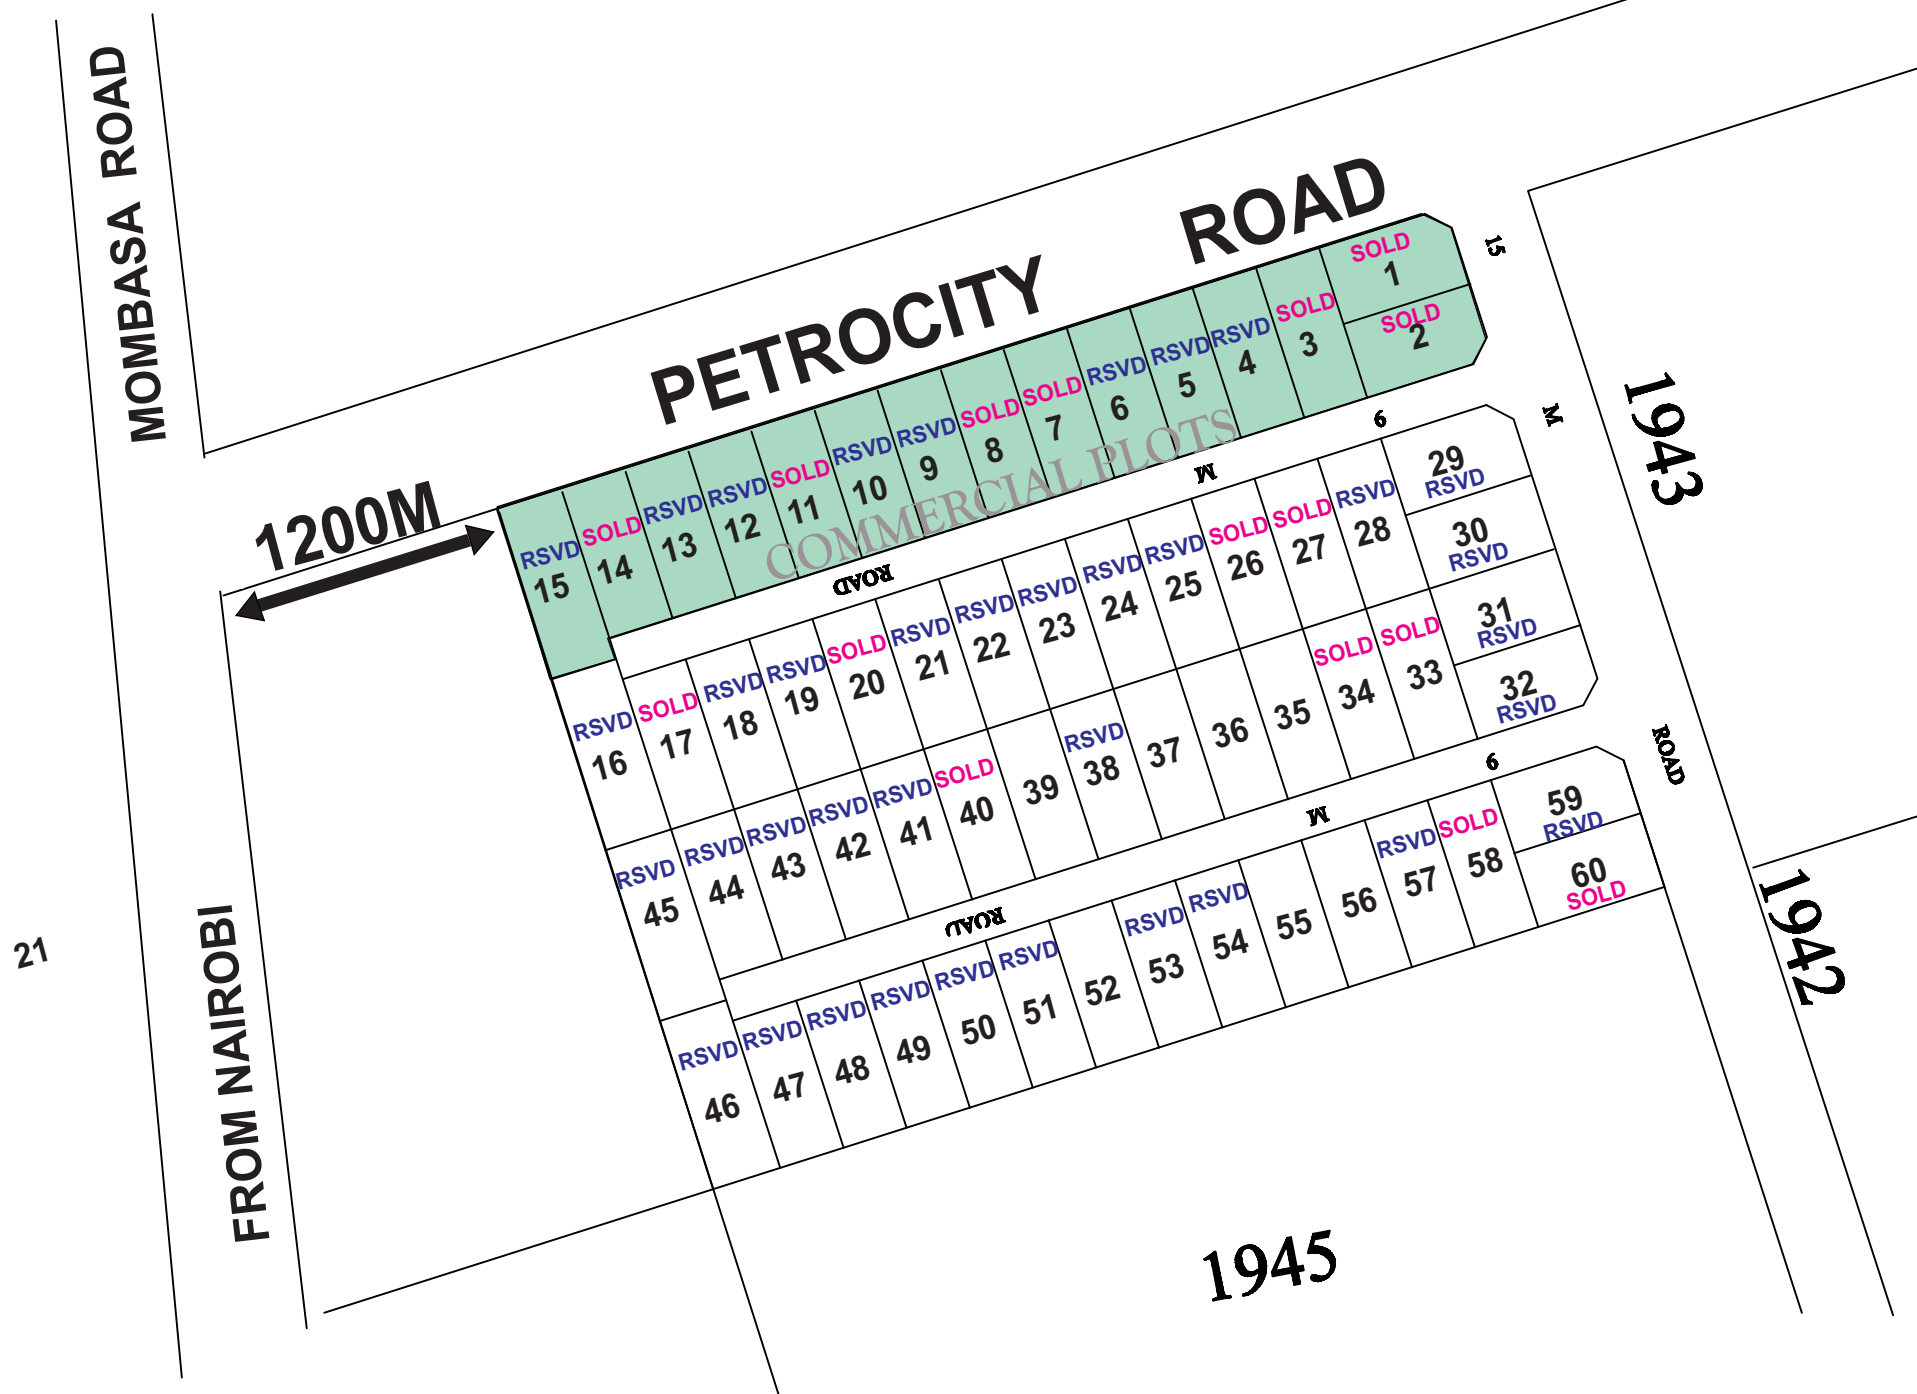 MOMBASA ROAD
FROM NAIROBI
21
1200M
PETROCITY ROAD
COMMERCIAL PLOTS
RSVD 15
SOLD 14
RSVD 13
RSVD 12
SOLD 11
RSVD 10
RSVD 9
SOLD 8
SOLD 7
RSVD 6
RSVD 5
RSVD 4
SOLD 3
SOLD 1
SOLD 2
ROAD M 9
15 M ROAD
RSVD 16
SOLD 17
RSVD 18
RSVD 19
SOLD 20
RSVD 21
RSVD 22
RSVD 23
RSVD 24
RSVD 25
SOLD 26
SOLD 27
RSVD 28
29 RSVD
30 RSVD
31 RSVD
32 RSVD
RSVD 45
RSVD 44
RSVD 43
RSVD 42
RSVD 41
SOLD 40
39
RSVD 38
37
36
35
SOLD 34
SOLD 33
ROAD M 9
RSVD 46
RSVD 47
RSVD 48
RSVD 49
RSVD 50
RSVD 51
52
RSVD 53
RSVD 54
55
56
RSVD 57
SOLD 58
59 RSVD
60 SOLD
1943
1942
1945